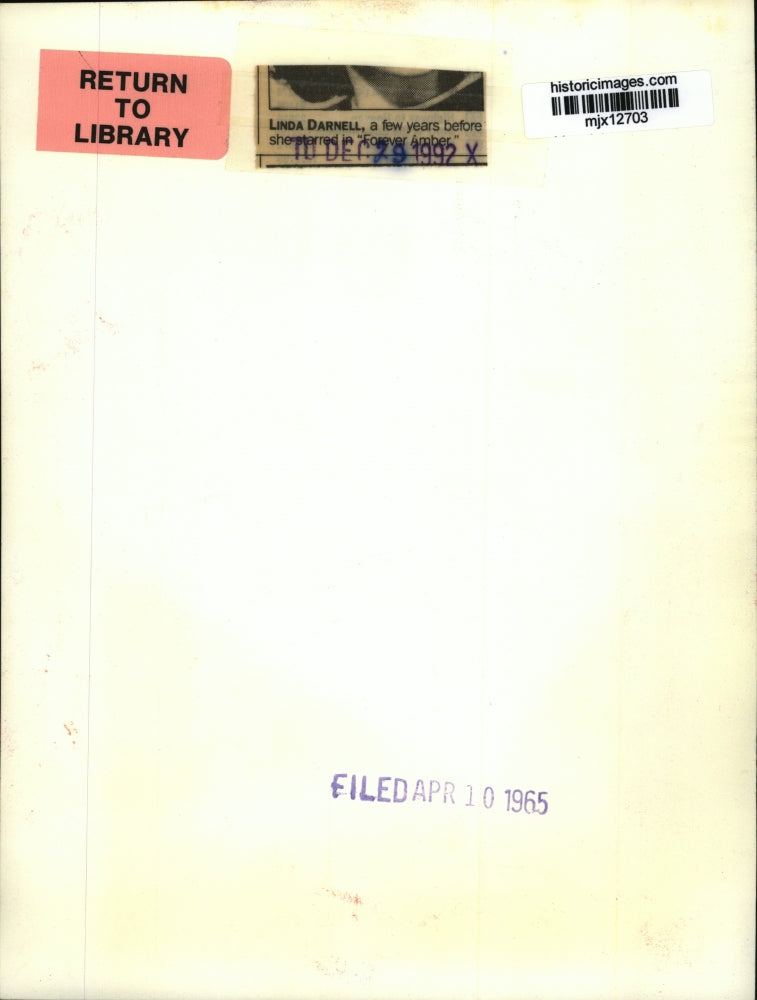 RETURN
TO
LIBRARY
LINDA DARNELL, a few years before
she starred in "Forever Amber."
DEC 29 1992 X
historicimages.com
mjx12703
FILED APR 10 1965